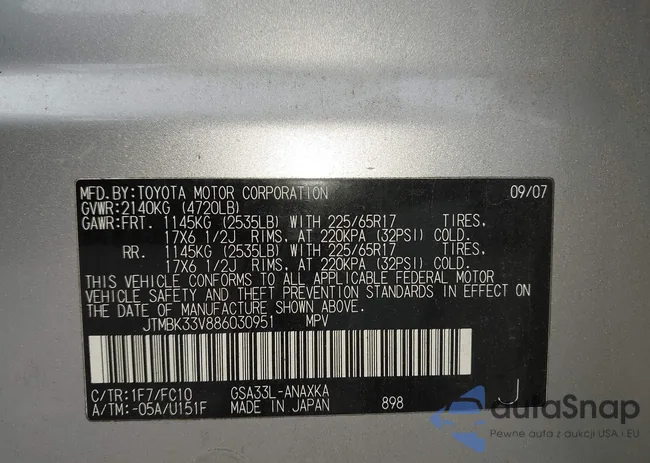 MFD.BY:TOYOTA MOTOR CORPORATION 09/07
GVWR:2140KG (4720LB)
GAWR:FRT. 1145KG (2535LB) WITH 225/65R17 TIRES,
17X6 1/2J RIMS, AT 220KPA (32PSI) COLD.
RR. 1145KG (2535LB) WITH 225/65R17 TIRES,
17X6 1/2J RIMS, AT 220KPA (32PSI) COLD.
THIS VEHICLE CONFORMS TO ALL APPLICABLE FEDERAL MOTOR
VEHICLE SAFETY AND THEFT PREVENTION STANDARDS IN EFFECT ON
THE DATE OF MANUFACTURE SHOWN ABOVE.
JTMBK33V886030951 MPV
C/TR:1F7/FC10 GSA33L-ANAXKA
A/TM:-05A/U151F MADE IN JAPAN 898 J
autaSnap
Pewne auta z aukcji USA i EU